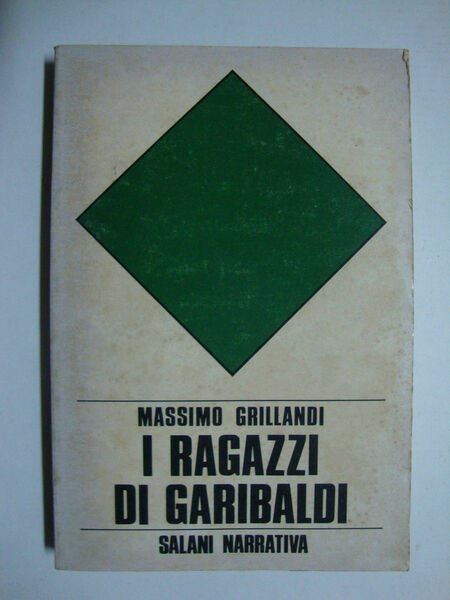 MASSIMO GRILLANDI
I RAGAZZI
DI GARIBALDI
SALANI NARRATIVA